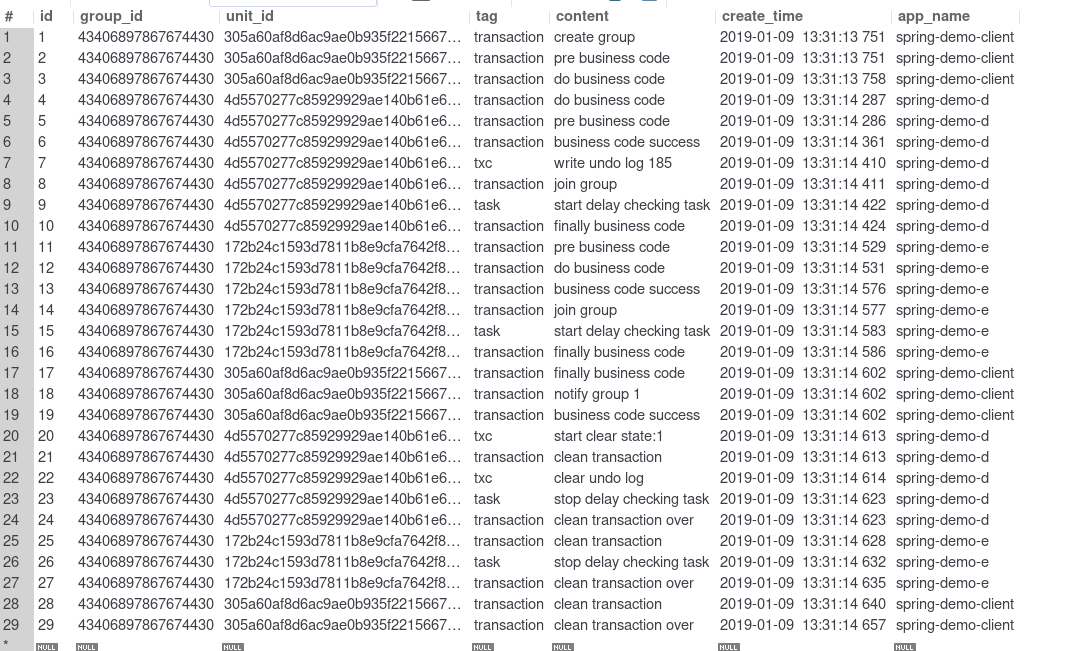 # id group_id unit_id tag content create_time app_name
1 1 43406897867674430 305a60af8d6ac9ae0b935f2215667... transaction create group 2019-01-09 13:31:13 751 spring-demo-client
2 2 43406897867674430 305a60af8d6ac9ae0b935f2215667... transaction pre business code 2019-01-09 13:31:13 751 spring-demo-client
3 3 43406897867674430 305a60af8d6ac9ae0b935f2215667... transaction do business code 2019-01-09 13:31:13 758 spring-demo-client
4 4 43406897867674430 4d5570277c85929929ae140b61e6... transaction do business code 2019-01-09 13:31:14 287 spring-demo-d
5 5 43406897867674430 4d5570277c85929929ae140b61e6... transaction pre business code 2019-01-09 13:31:14 286 spring-demo-d
6 6 43406897867674430 4d5570277c85929929ae140b61e6... transaction business code success 2019-01-09 13:31:14 361 spring-demo-d
7 7 43406897867674430 4d5570277c85929929ae140b61e6... txc write undo log 185 2019-01-09 13:31:14 410 spring-demo-d
8 8 43406897867674430 4d5570277c85929929ae140b61e6... transaction join group 2019-01-09 13:31:14 411 spring-demo-d
9 9 43406897867674430 4d5570277c85929929ae140b61e6... task start delay checking task 2019-01-09 13:31:14 422 spring-demo-d
10 10 43406897867674430 4d5570277c85929929ae140b61e6... transaction finally business code 2019-01-09 13:31:14 424 spring-demo-d
11 11 43406897867674430 172b24c1593d7811b8e9cfa7642f8... transaction pre business code 2019-01-09 13:31:14 529 spring-demo-e
12 12 43406897867674430 172b24c1593d7811b8e9cfa7642f8... transaction do business code 2019-01-09 13:31:14 531 spring-demo-e
13 13 43406897867674430 172b24c1593d7811b8e9cfa7642f8... transaction business code success 2019-01-09 13:31:14 576 spring-demo-e
14 14 43406897867674430 172b24c1593d7811b8e9cfa7642f8... transaction join group 2019-01-09 13:31:14 577 spring-demo-e
15 15 43406897867674430 172b24c1593d7811b8e9cfa7642f8... task start delay checking task 2019-01-09 13:31:14 583 spring-demo-e
16 16 43406897867674430 172b24c1593d7811b8e9cfa7642f8... transaction finally business code 2019-01-09 13:31:14 586 spring-demo-e
17 17 43406897867674430 305a60af8d6ac9ae0b935f2215667... transaction finally business code 2019-01-09 13:31:14 602 spring-demo-client
18 18 43406897867674430 305a60af8d6ac9ae0b935f2215667... transaction notify group 1 2019-01-09 13:31:14 602 spring-demo-client
19 19 43406897867674430 305a60af8d6ac9ae0b935f2215667... transaction business code success 2019-01-09 13:31:14 602 spring-demo-client
20 20 43406897867674430 4d5570277c85929929ae140b61e6... txc start clear state:1 2019-01-09 13:31:14 613 spring-demo-d
21 21 43406897867674430 4d5570277c85929929ae140b61e6... transaction clean transaction 2019-01-09 13:31:14 613 spring-demo-d
22 22 43406897867674430 4d5570277c85929929ae140b61e6... txc clear undo log 2019-01-09 13:31:14 614 spring-demo-d
23 23 43406897867674430 4d5570277c85929929ae140b61e6... task stop delay checking task 2019-01-09 13:31:14 623 spring-demo-d
24 24 43406897867674430 4d5570277c85929929ae140b61e6... transaction clean transaction over 2019-01-09 13:31:14 623 spring-demo-d
25 25 43406897867674430 172b24c1593d7811b8e9cfa7642f8... transaction clean transaction 2019-01-09 13:31:14 628 spring-demo-e
26 26 43406897867674430 172b24c1593d7811b8e9cfa7642f8... task stop delay checking task 2019-01-09 13:31:14 632 spring-demo-e
27 27 43406897867674430 172b24c1593d7811b8e9cfa7642f8... transaction clean transaction over 2019-01-09 13:31:14 635 spring-demo-e
28 28 43406897867674430 305a60af8d6ac9ae0b935f2215667... transaction clean transaction 2019-01-09 13:31:14 640 spring-demo-client
29 29 43406897867674430 305a60af8d6ac9ae0b935f2215667... transaction clean transaction over 2019-01-09 13:31:14 657 spring-demo-client
* NULL NULL NULL NULL NULL NULL NULL